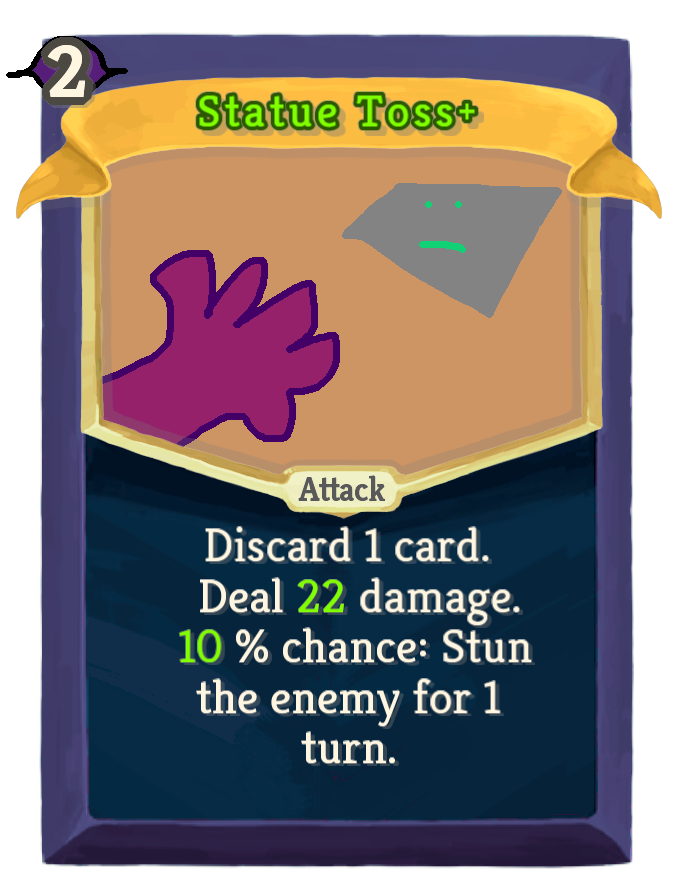 2
Statue Toss+
Attack
Discard 1 card.
Deal 22 damage.
10 % chance: Stun
the enemy for 1
turn.